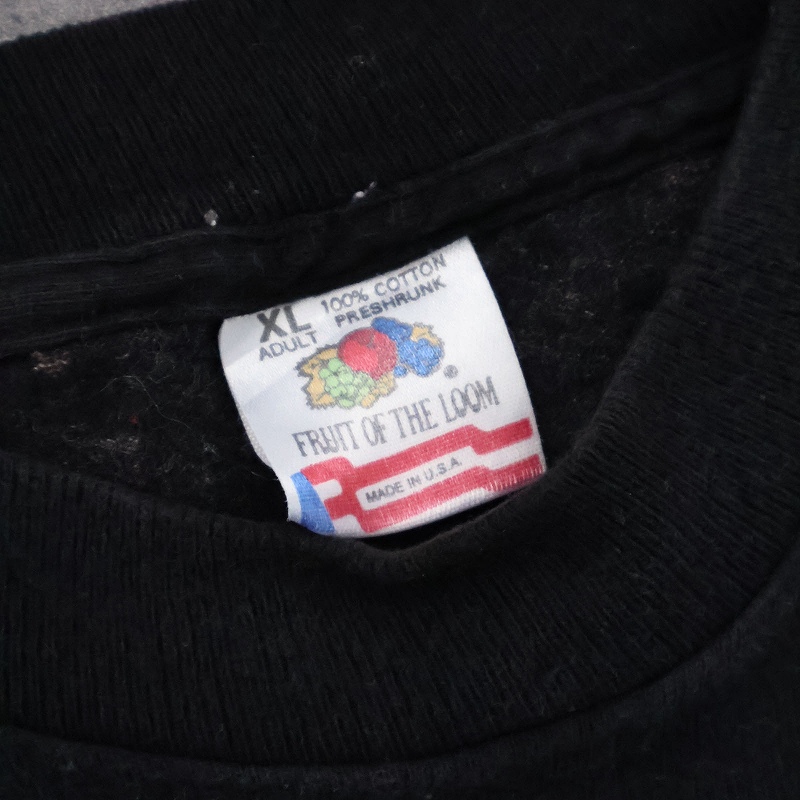 XL 100% COTTON
ADULT PRESHRUNK
®
FRUIT OF THE LOOM
MADE IN U.S.A.